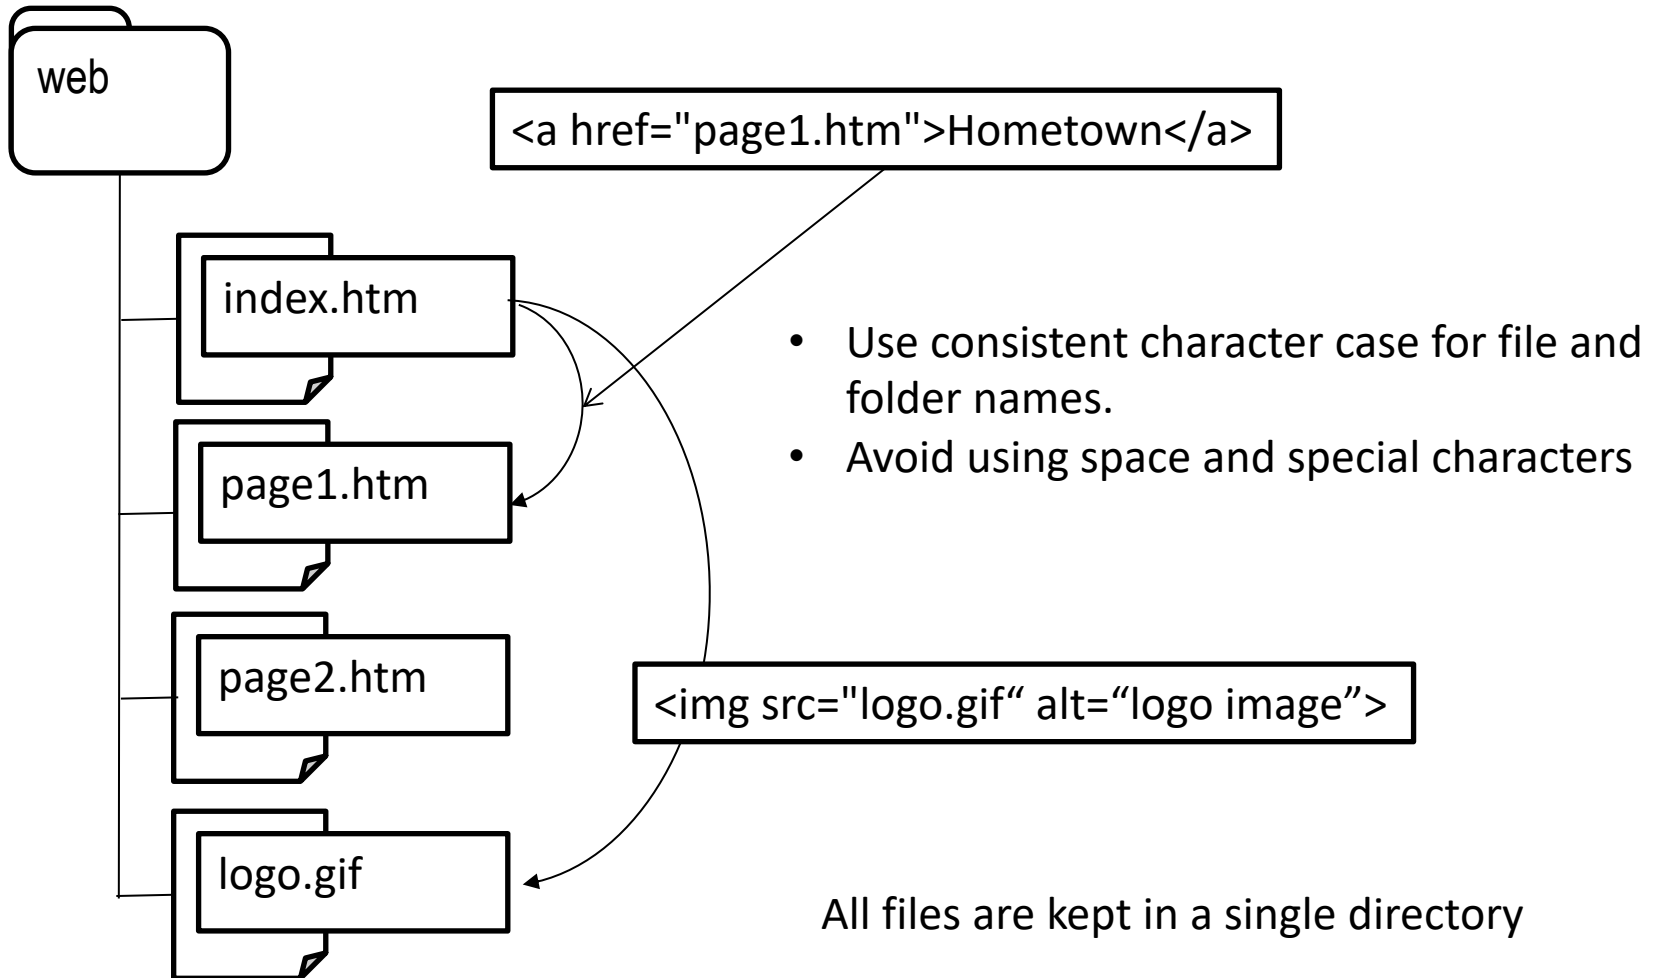 web
<a href="page1.htm">Hometown</a>
index.htm
• Use consistent character case for file and
folder names.
• Avoid using space and special characters
page1.htm
page2.htm
<img src="logo.gif“ alt=“logo image”>
logo.gif
All files are kept in a single directory